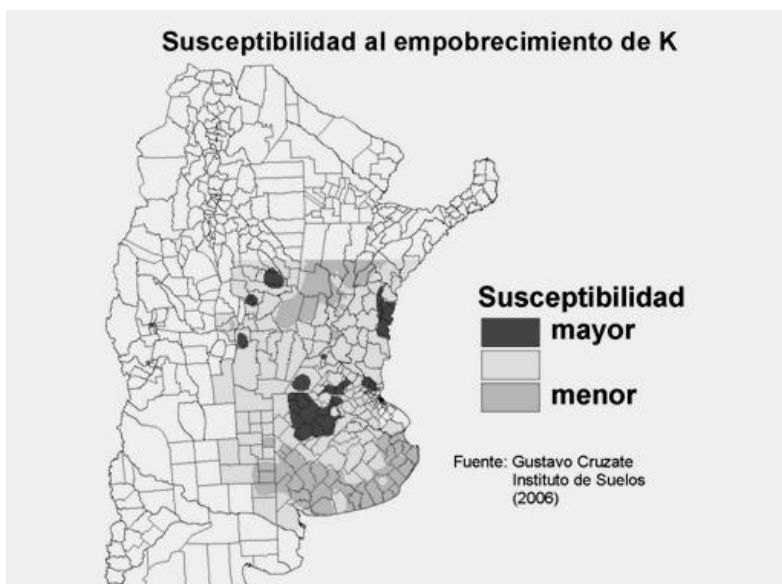 Susceptibilidad al empobrecimiento de K
Susceptibilidad
mayor
menor
Fuente: Gustavo Cruzate
Instituto de Suelos
(2006)